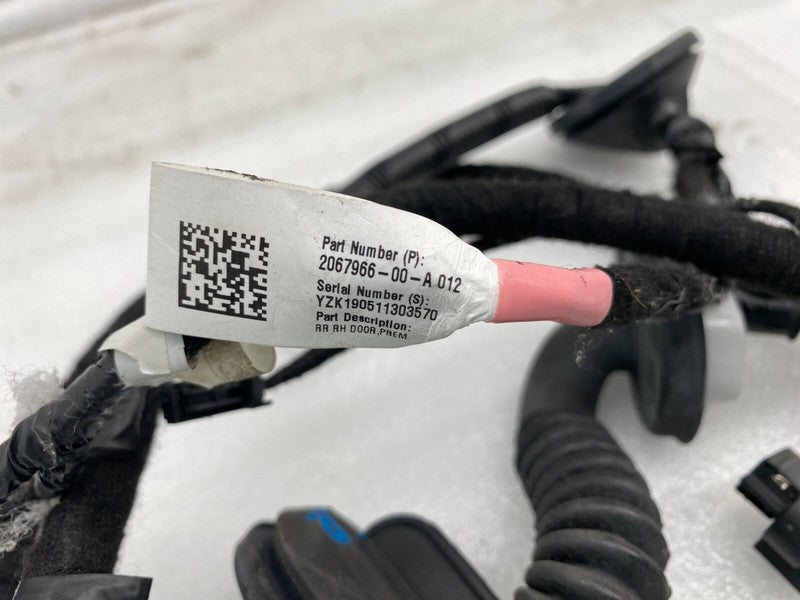 Part Number (P):
2067966-00-A 012
Serial Number (S):
YZK190511303570
Part Description:
RR RH DOOR,PREM